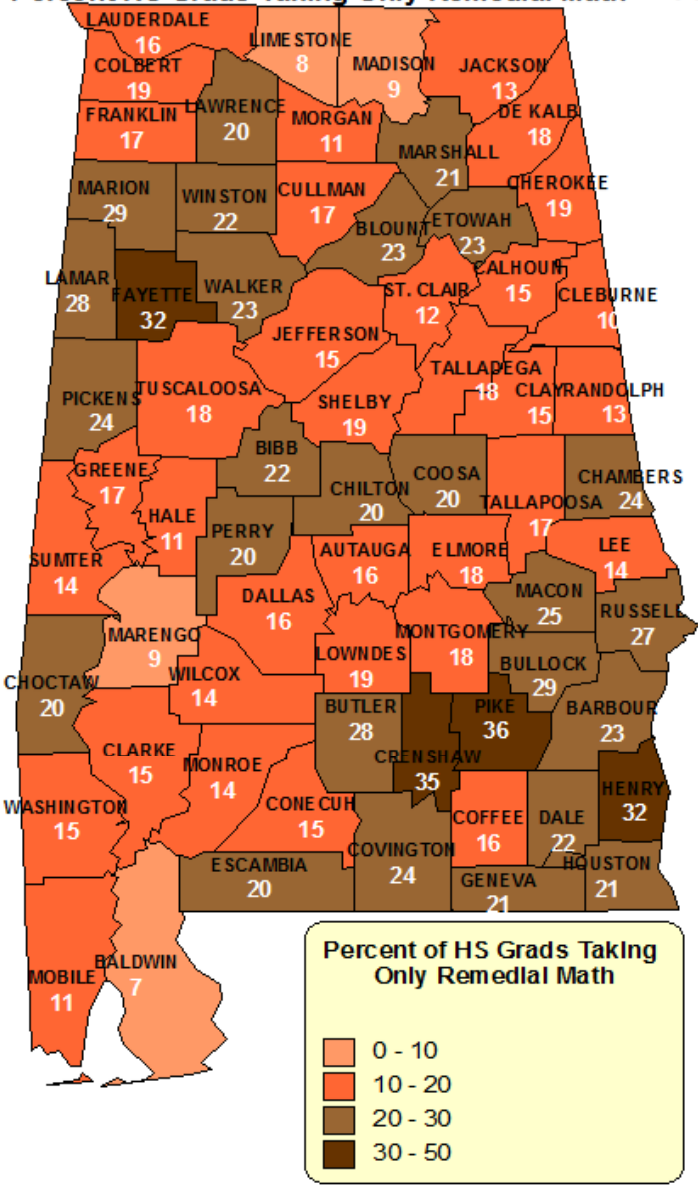 Percent HS Grads Taking Only Remedial Math
LAUDERDALE
16
LIMESTONE
8
MADISON
9
JACKSON
13
COLBERT
19
FRANKLIN
17
LAWRENCE
20
MORGAN
11
DE KALB
18
MARSHALL
21
CHEROKEE
19
MARION
29
WINSTON
22
CULLMAN
17
BLOUNT
23
ETOWAH
23
LAMAR
28
FAYETTE
32
WALKER
23
ST. CLAIR
12
CALHOUN
15
CLEBURNE
10
JEFFERSON
15
PICKENS
24
TUSCALOOSA
18
SHELBY
19
TALLADEGA
18
CLAY
15
RANDOLPH
13
GREENE
17
HALE
11
BIBB
22
CHILTON
20
COOSA
20
TALLAPOOSA
17
CHAMBERS
24
SUMTER
14
PERRY
20
AUTAUGA
16
ELMORE
18
LEE
14
DALLAS
16
MACON
25
RUSSELL
27
MARENGO
9
LOWNDES
19
MONTGOMERY
18
BULLOCK
29
CHOCTAW
20
WILCOX
14
BUTLER
28
CRENSHAW
35
PIKE
36
BARBOUR
23
CLARKE
15
MONROE
14
CONECUH
15
HENRY
32
WASHINGTON
15
COFFEE
16
DALE
22
ESCAMBIA
20
COVINGTON
24
GENEVA
21
HOUSTON
21
MOBILE
11
BALDWIN
7
Percent of HS Grads Taking
Only Remedial Math
0 - 10
10 - 20
20 - 30
30 - 50